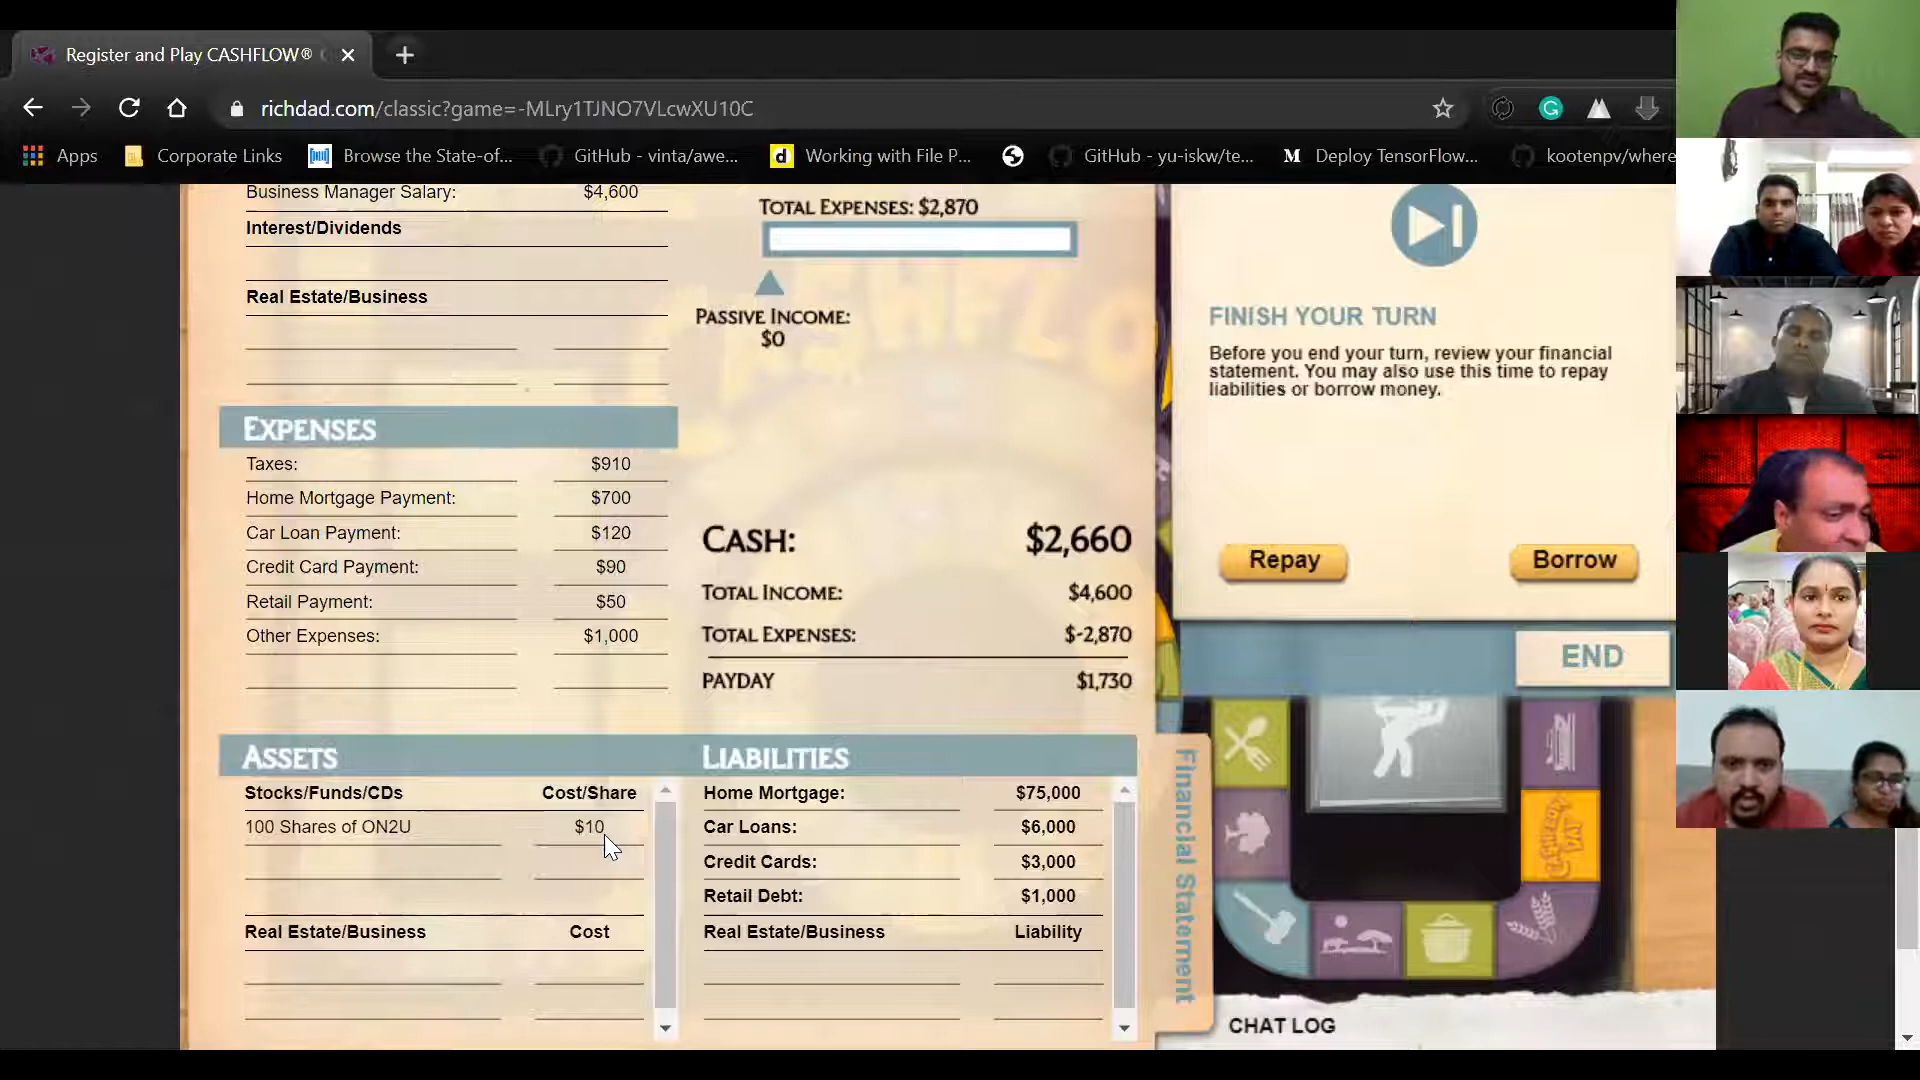 Register and Play CASHFLOW®
richdad.com/classic?game=-MLry1TJNO7VLcwXU10C
Apps
Corporate Links
Browse the State-of...
GitHub - vinta/awe...
Working with File P...
GitHub - yu-iskw/te...
Deploy TensorFlow...
kootenpv/where
Business Manager Salary: $4,600
Interest/Dividends
Real Estate/Business
TOTAL EXPENSES: $2,870
PASSIVE INCOME:
$0
EXPENSES
Taxes: $910
Home Mortgage Payment: $700
Car Loan Payment: $120
Credit Card Payment: $90
Retail Payment: $50
Other Expenses: $1,000
CASH: $2,660
TOTAL INCOME: $4,600
TOTAL EXPENSES: $-2,870
PAYDAY $1,730
ASSETS
Stocks/Funds/CDs Cost/Share
100 Shares of ON2U $10
Real Estate/Business Cost
LIABILITIES
Home Mortgage: $75,000
Car Loans: $6,000
Credit Cards: $3,000
Retail Debt: $1,000
Real Estate/Business Liability
Financial Statement
FINISH YOUR TURN
Before you end your turn, review your financial
statement. You may also use this time to repay
liabilities or borrow money.
Repay
Borrow
END
CASHFLOW DAY
CHAT LOG